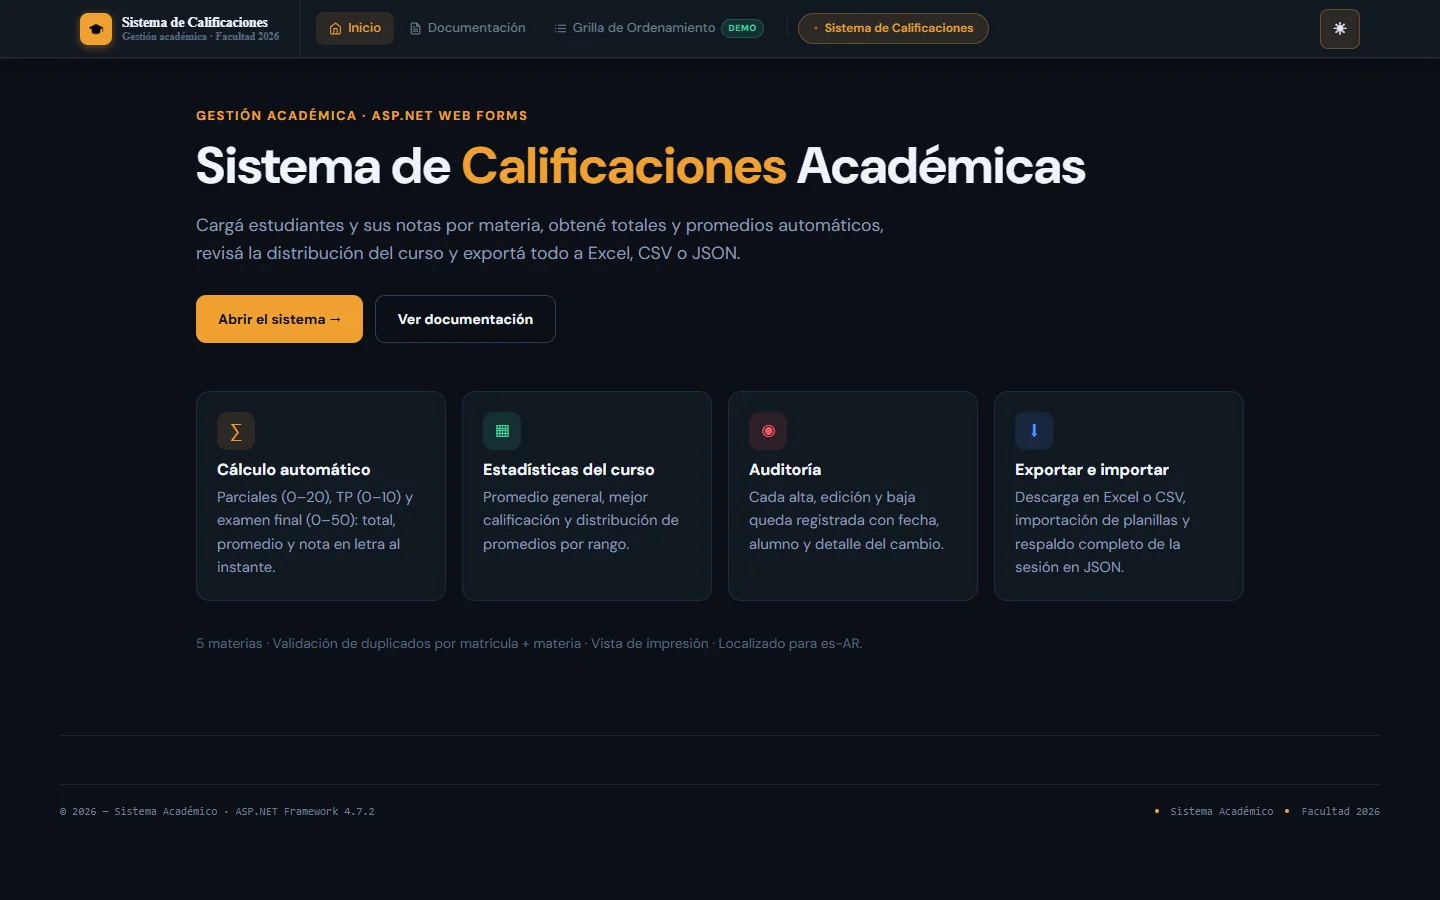 Sistema de Calificaciones
Gestión académica · Facultad 2026
Inicio
Documentación
Grilla de Ordenamiento DEMO
Sistema de Calificaciones
GESTIÓN ACADÉMICA · ASP.NET WEB FORMS
Sistema de Calificaciones Académicas
Cargá estudiantes y sus notas por materia, obtené totales y promedios automáticos,
revisá la distribución del curso y exportá todo a Excel, CSV o JSON.
Abrir el sistema →
Ver documentación
∑
Cálculo automático
Parciales (0–20), TP (0–10) y
examen final (0–50): total,
promedio y nota en letra al
instante.
Estadísticas del curso
Promedio general, mejor
calificación y distribución de
promedios por rango.
Auditoría
Cada alta, edición y baja
queda registrada con fecha,
alumno y detalle del cambio.
Exportar e importar
Descarga en Excel o CSV,
importación de planillas y
respaldo completo de la
sesión en JSON.
5 materias · Validación de duplicados por matrícula + materia · Vista de impresión · Localizado para es-AR.
© 2026 — Sistema Académico · ASP.NET Framework 4.7.2
• Sistema Académico • Facultad 2026